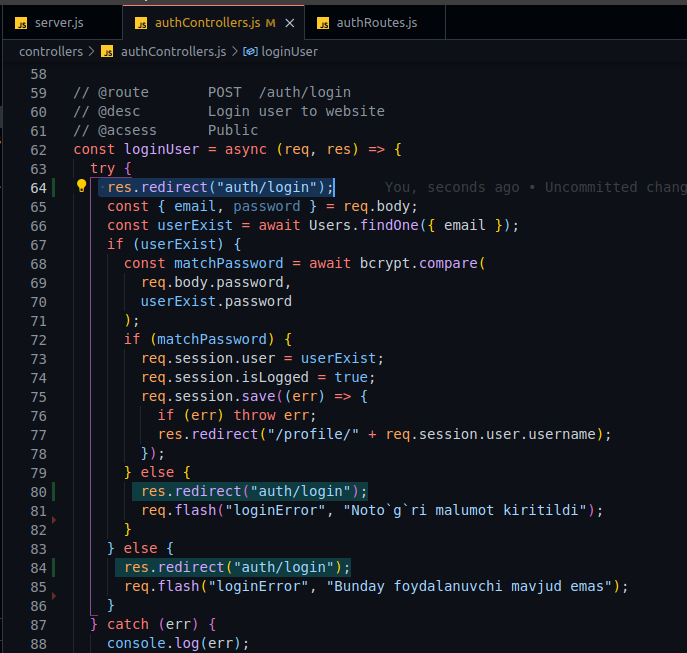 JS server.js JS authControllers.js M × JS authRoutes.js
controllers > JS authControllers.js > loginUser
58
59 // @route POST /auth/login
60 // @desc Login user to website
61 // @acsess Public
62 const loginUser = async (req, res) => {
63 try {
64 res.redirect("auth/login"); You, seconds ago • Uncommitted chang
65 const { email, password } = req.body;
66 const userExist = await Users.findOne({ email });
67 if (userExist) {
68 const matchPassword = await bcrypt.compare(
69 req.body.password,
70 userExist.password
71 );
72 if (matchPassword) {
73 req.session.user = userExist;
74 req.session.isLogged = true;
75 req.session.save((err) => {
76 if (err) throw err;
77 res.redirect("/profile/" + req.session.user.username);
78 });
79 } else {
80 res.redirect("auth/login");
81 req.flash("loginError", "Noto`g`ri malumot kiritildi");
82 }
83 } else {
84 res.redirect("auth/login");
85 req.flash("loginError", "Bunday foydalanuvchi mavjud emas");
86 }
87 } catch (err) {
88 console.log(err);